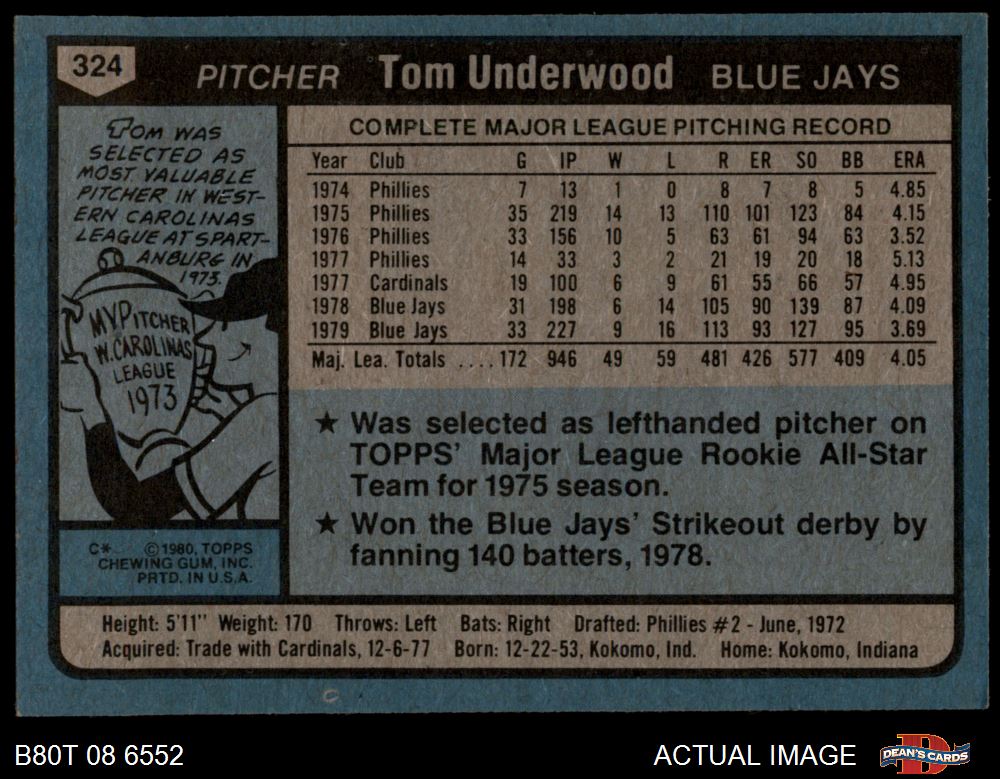 324 PITCHER Tom Underwood BLUE JAYS
TOM WAS
SELECTED AS
MOST VALUABLE
PITCHER IN WEST-
ERN CAROLINAS
LEAGUE AT SPART-
ANBURG IN
1973.
MVPITCHER
W. CAROLINAS
LEAGUE
1973
C* ©1980, TOPPS
CHEWING GUM, INC.
PRTD. IN U.S.A.
COMPLETE MAJOR LEAGUE PITCHING RECORD
Year Club G IP W L R ER SO BB ERA
1974 Phillies 7 13 1 0 8 7 8 5 4.85
1975 Phillies 35 219 14 13 110 101 123 84 4.15
1976 Phillies 33 156 10 5 63 61 94 63 3.52
1977 Phillies 14 33 3 2 21 19 20 18 5.13
1977 Cardinals 19 100 6 9 61 55 66 57 4.95
1978 Blue Jays 31 198 6 14 105 90 139 87 4.09
1979 Blue Jays 33 227 9 16 113 93 127 95 3.69
Maj. Lea. Totals ....172 946 49 59 481 426 577 409 4.05
★ Was selected as lefthanded pitcher on
TOPPS' Major League Rookie All-Star
Team for 1975 season.
★ Won the Blue Jays' Strikeout derby by
fanning 140 batters, 1978.
Height: 5'11" Weight: 170 Throws: Left Bats: Right Drafted: Phillies #2 - June, 1972
Acquired: Trade with Cardinals, 12-6-77 Born: 12-22-53, Kokomo, Ind. Home: Kokomo, Indiana
B80T 08 6552 ACTUAL IMAGE DEAN'S CARDS